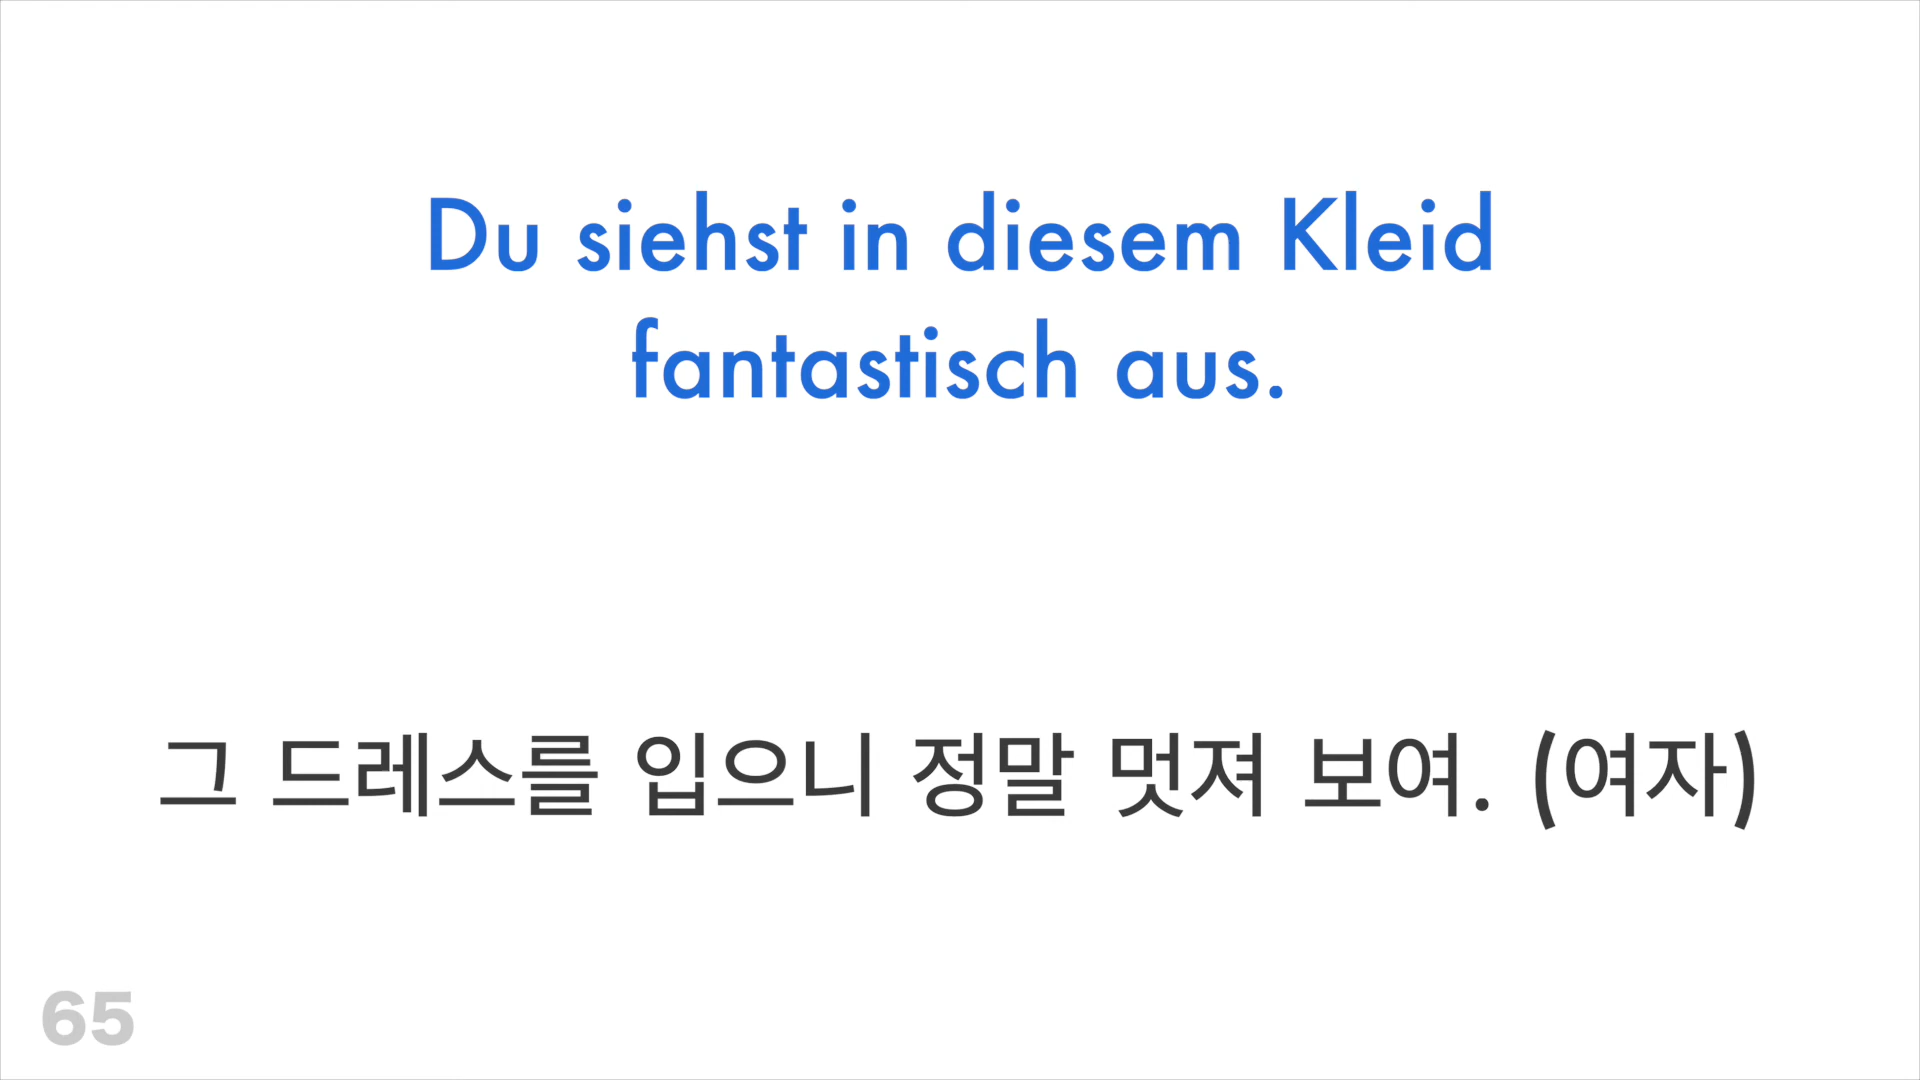 Du siehst in diesem Kleid
fantastisch aus.
그 드레스를 입으니 정말 멋져 보여. (여자)
65